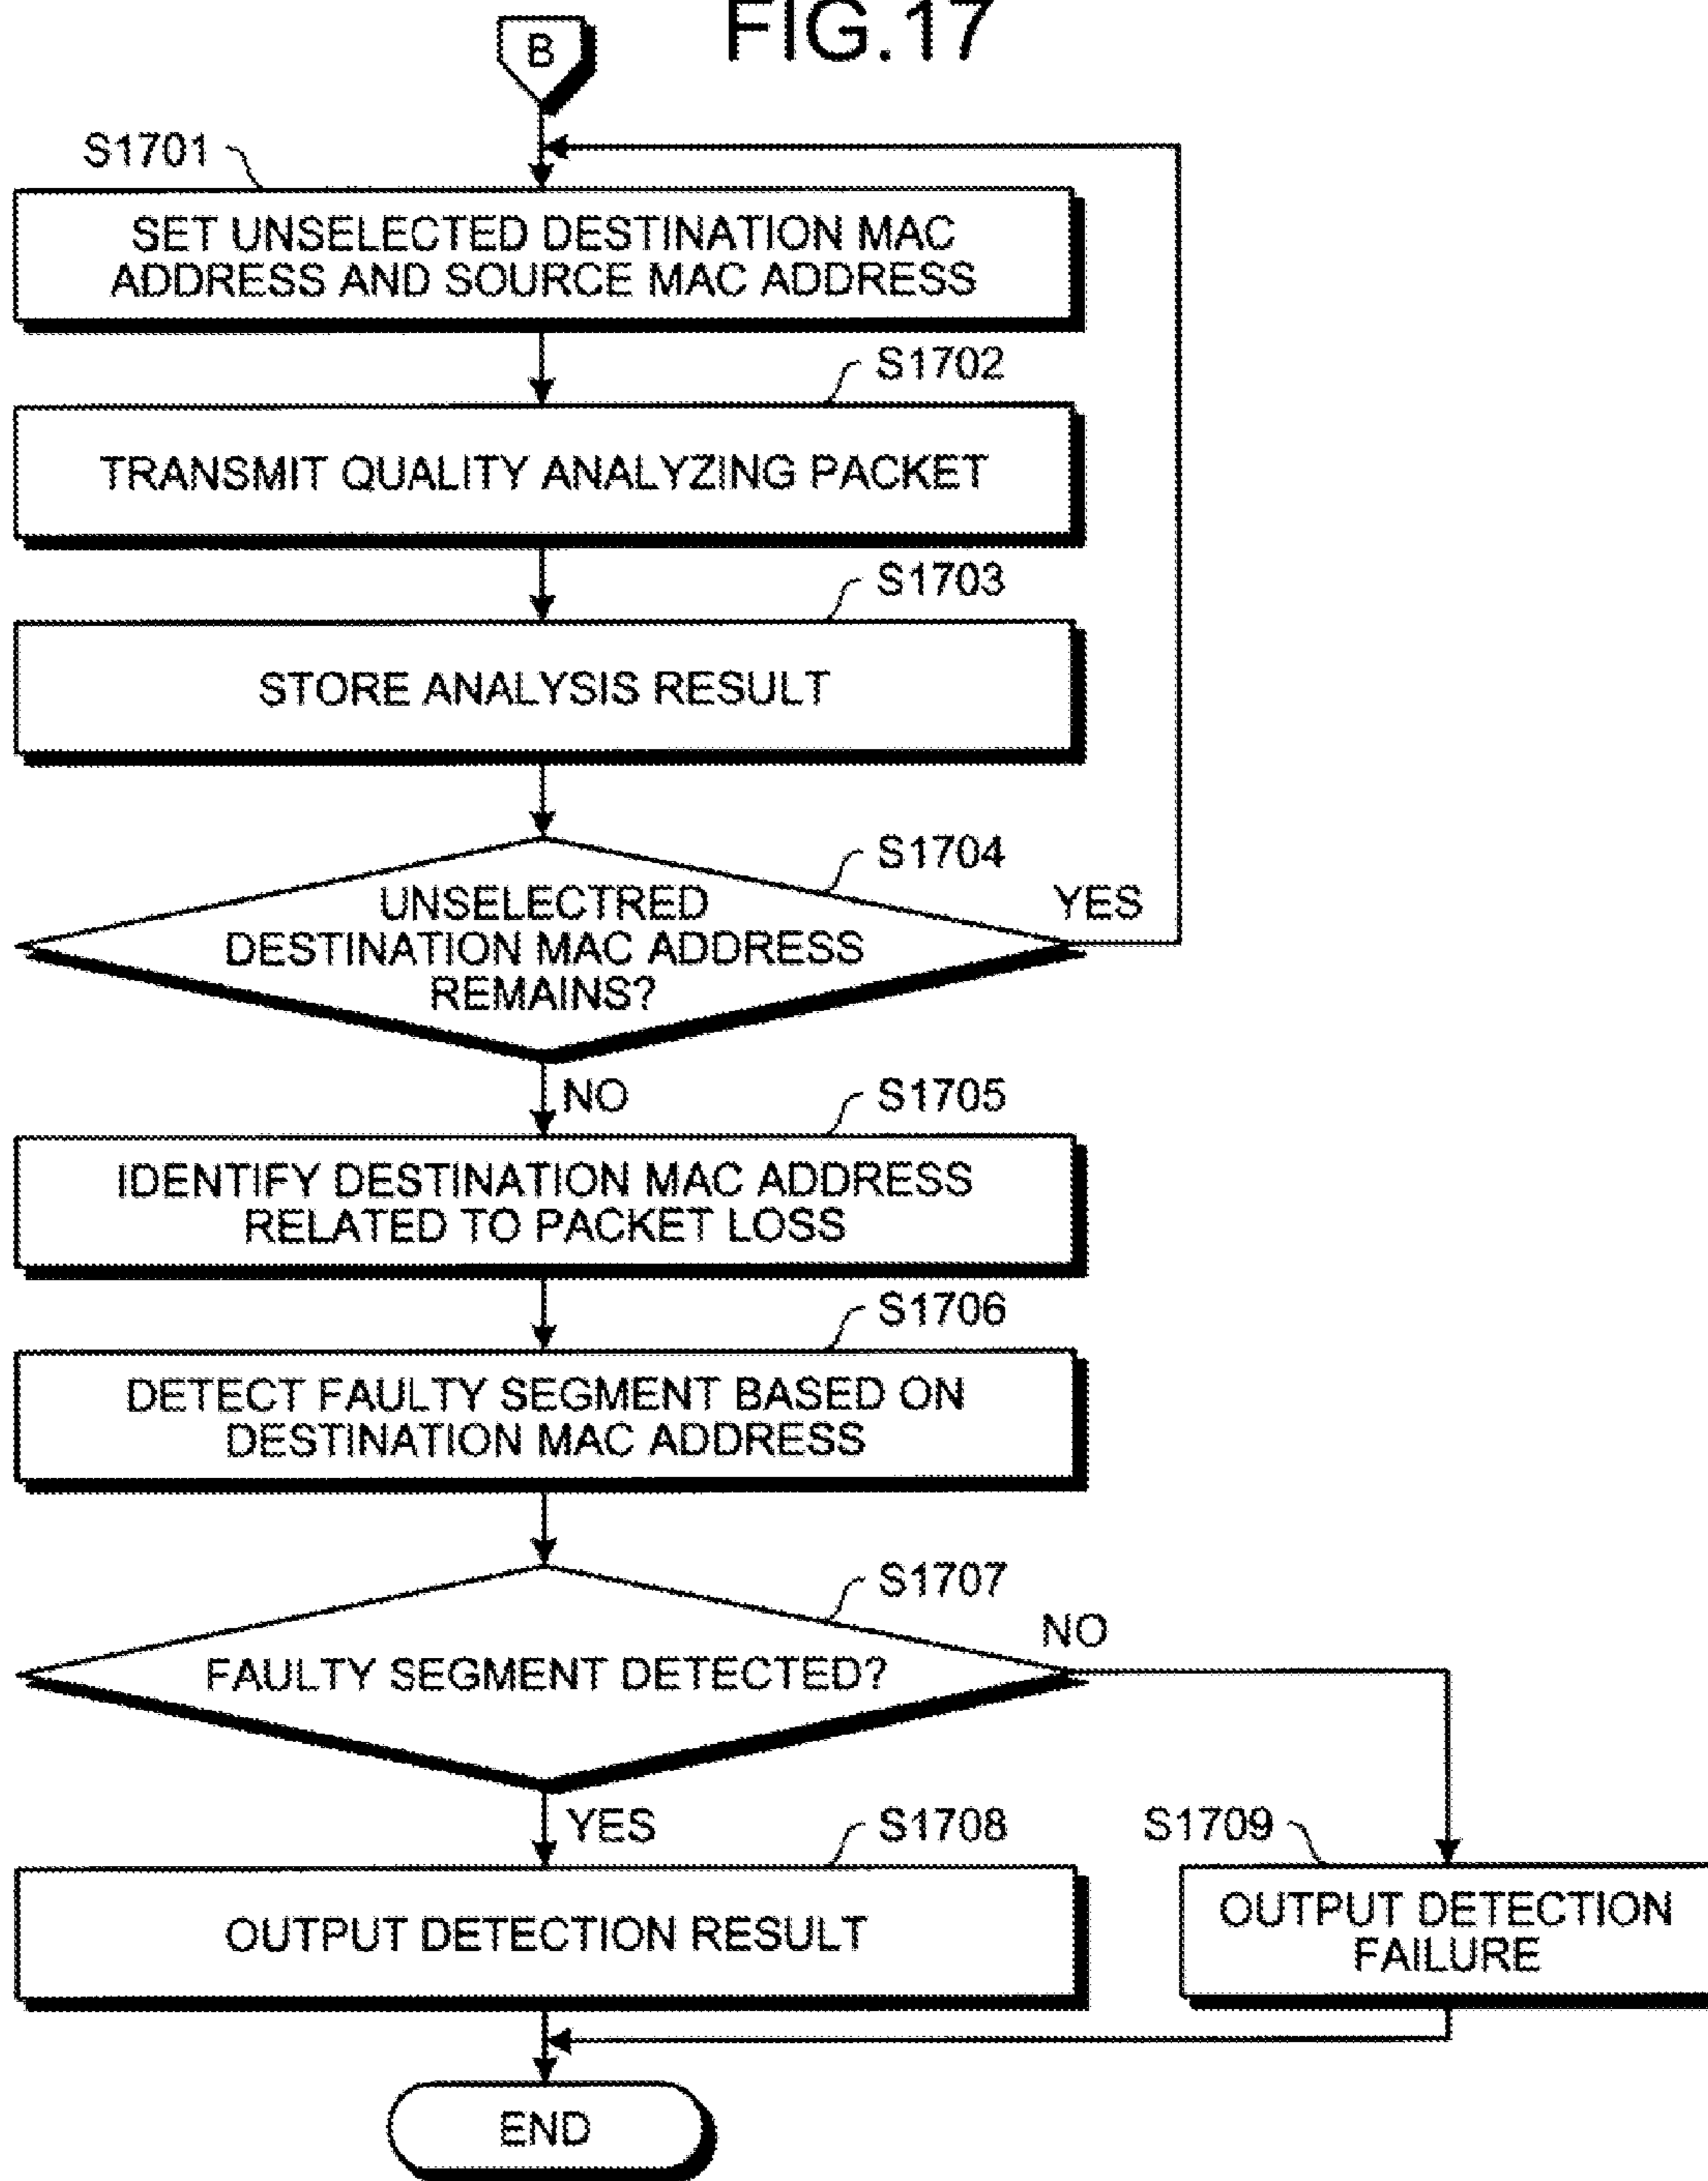 FIG.17
B
S1701
SET UNSELECTED DESTINATION MAC
ADDRESS AND SOURCE MAC ADDRESS
S1702
TRANSMIT QUALITY ANALYZING PACKET
S1703
STORE ANALYSIS RESULT
S1704
UNSELECTRED
DESTINATION MAC ADDRESS
REMAINS?
YES
NO
S1705
IDENTIFY DESTINATION MAC ADDRESS
RELATED TO PACKET LOSS
S1706
DETECT FAULTY SEGMENT BASED ON
DESTINATION MAC ADDRESS
S1707
FAULTY SEGMENT DETECTED?
NO
YES
S1708
OUTPUT DETECTION RESULT
S1709
OUTPUT DETECTION
FAILURE
END